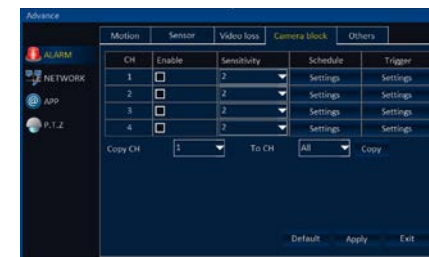 Advance
Motion Sensor Video loss Camera block Others
ALARM
NETWORK
APP
P.T.Z
CH Enable Sensitivity Schedule Trigger
1 2 Settings Settings
2 2 Settings Settings
3 2 Settings Settings
4 2 Settings Settings
Copy CH 1 To CH All Copy
Default Apply Exit